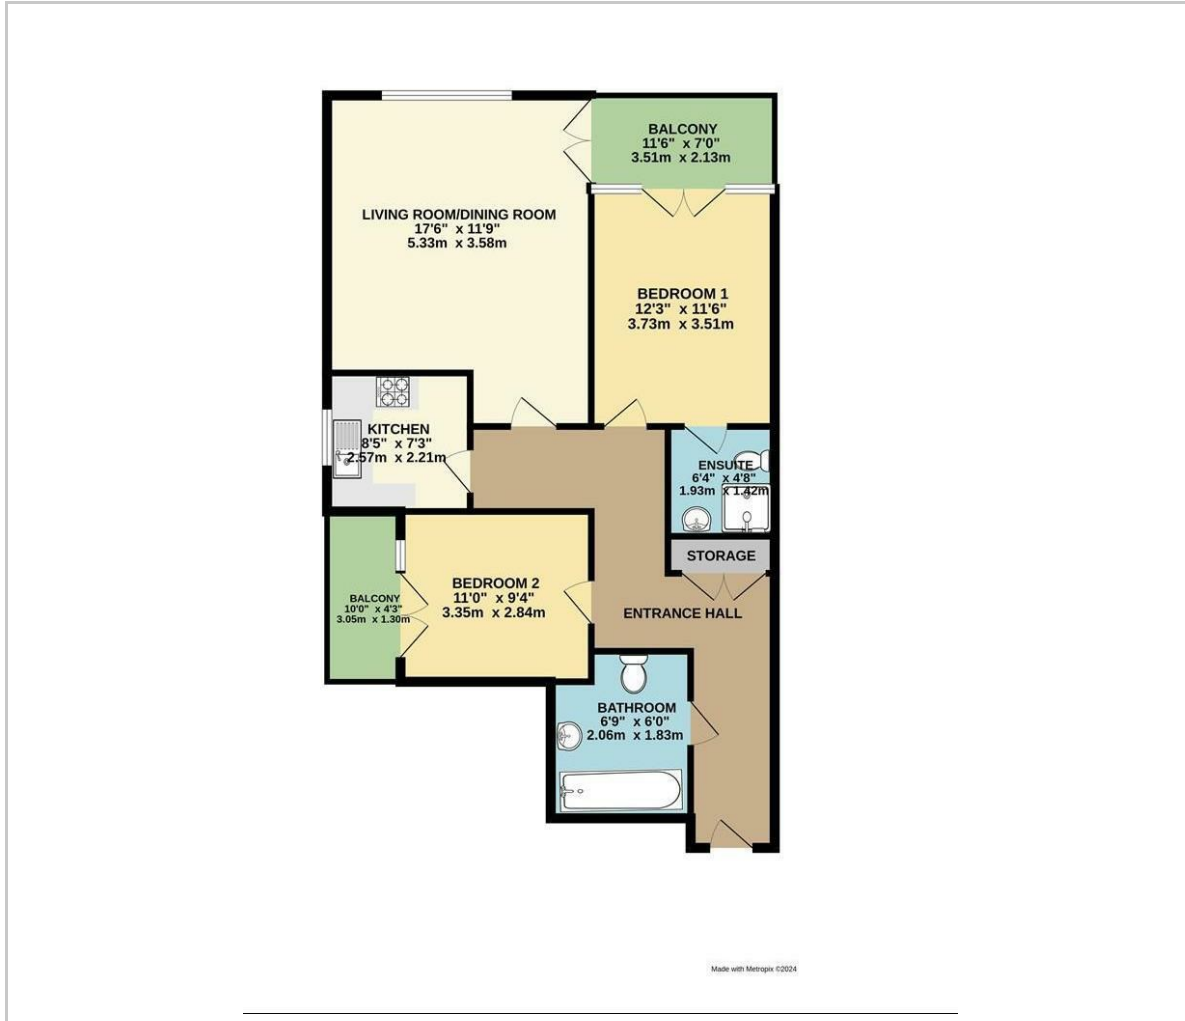 BALCONY
11'6" x 7'0"
3.51m x 2.13m
LIVING ROOM/DINING ROOM
17'6" x 11'9"
5.33m x 3.58m
BEDROOM 1
12'3" x 11'6"
3.73m x 3.51m
KITCHEN
8'5" x 7'3"
2.57m x 2.21m
ENSUITE
6'4" x 4'8"
1.93m x 1.42m
STORAGE
BEDROOM 2
11'0" x 9'4"
3.35m x 2.84m
BALCONY
10'0" x 4'3"
3.05m x 1.30m
ENTRANCE HALL
BATHROOM
6'9" x 6'0"
2.06m x 1.83m
Made with Metropix ©2024